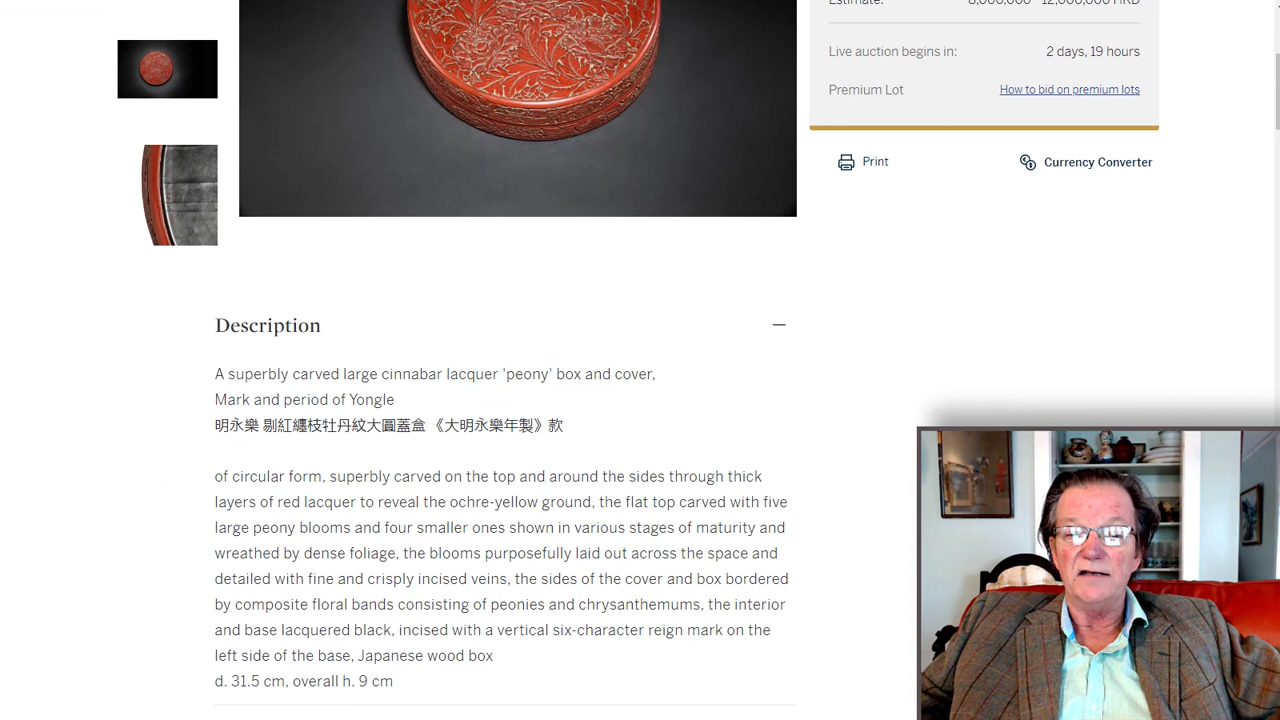 Estimate: 8,000,000 - 12,000,000 HKD
Live auction begins in: 2 days, 19 hours
Premium Lot How to bid on premium lots
Print Currency Converter
Description
A superbly carved large cinnabar lacquer 'peony' box and cover,
Mark and period of Yongle
明永樂 剔紅纏枝牡丹紋大圓蓋盒 《大明永樂年製》款
of circular form, superbly carved on the top and around the sides through thick
layers of red lacquer to reveal the ochre-yellow ground, the flat top carved with five
large peony blooms and four smaller ones shown in various stages of maturity and
wreathed by dense foliage, the blooms purposefully laid out across the space and
detailed with fine and crisply incised veins, the sides of the cover and box bordered
by composite floral bands consisting of peonies and chrysanthemums, the interior
and base lacquered black, incised with a vertical six-character reign mark on the
left side of the base, Japanese wood box
d. 31.5 cm, overall h. 9 cm